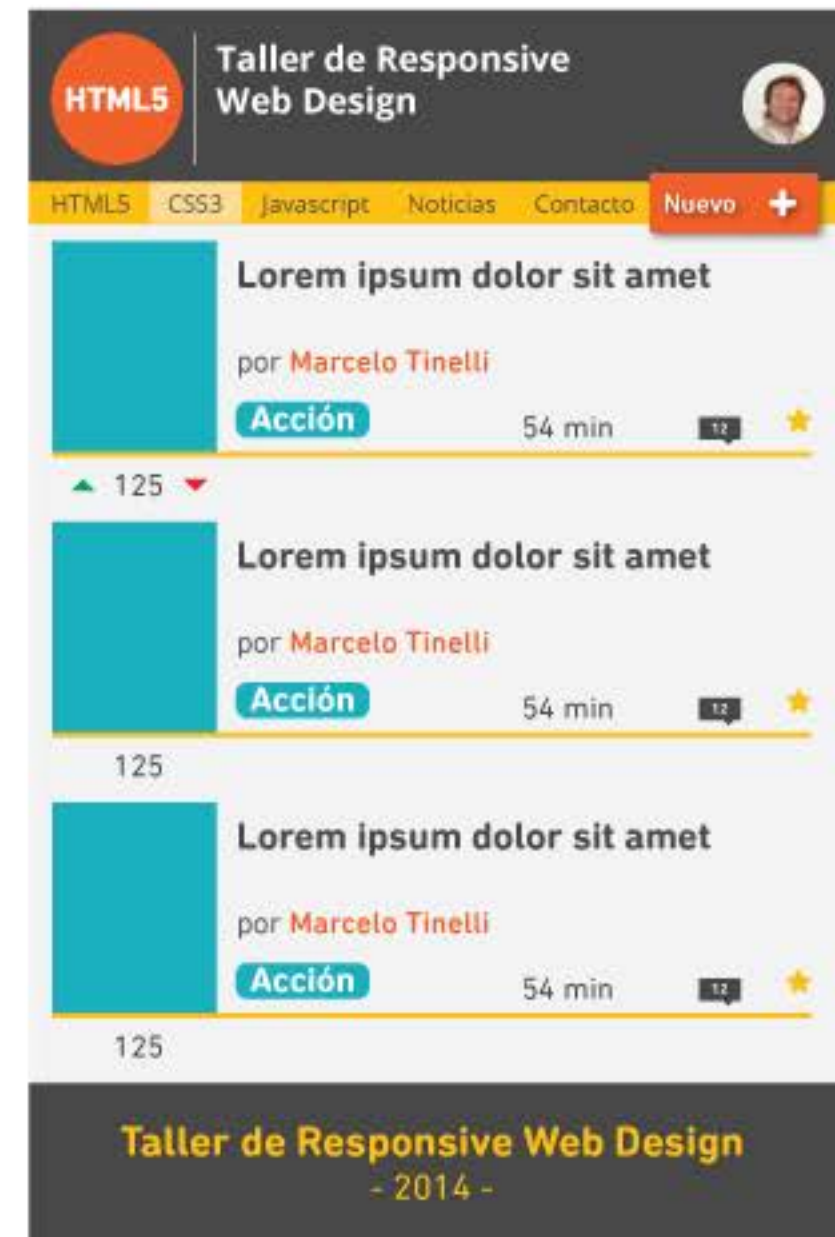 HTML5
Taller de Responsive
Web Design
HTML5 CSS3 Javascript Noticias Contacto Nuevo +
Lorem ipsum dolor sit amet
por Marcelo Tinelli
Acción 54 min 12
125
Lorem ipsum dolor sit amet
por Marcelo Tinelli
Acción 54 min 12
125
Lorem ipsum dolor sit amet
por Marcelo Tinelli
Acción 54 min 12
125
Taller de Responsive Web Design
- 2014 -